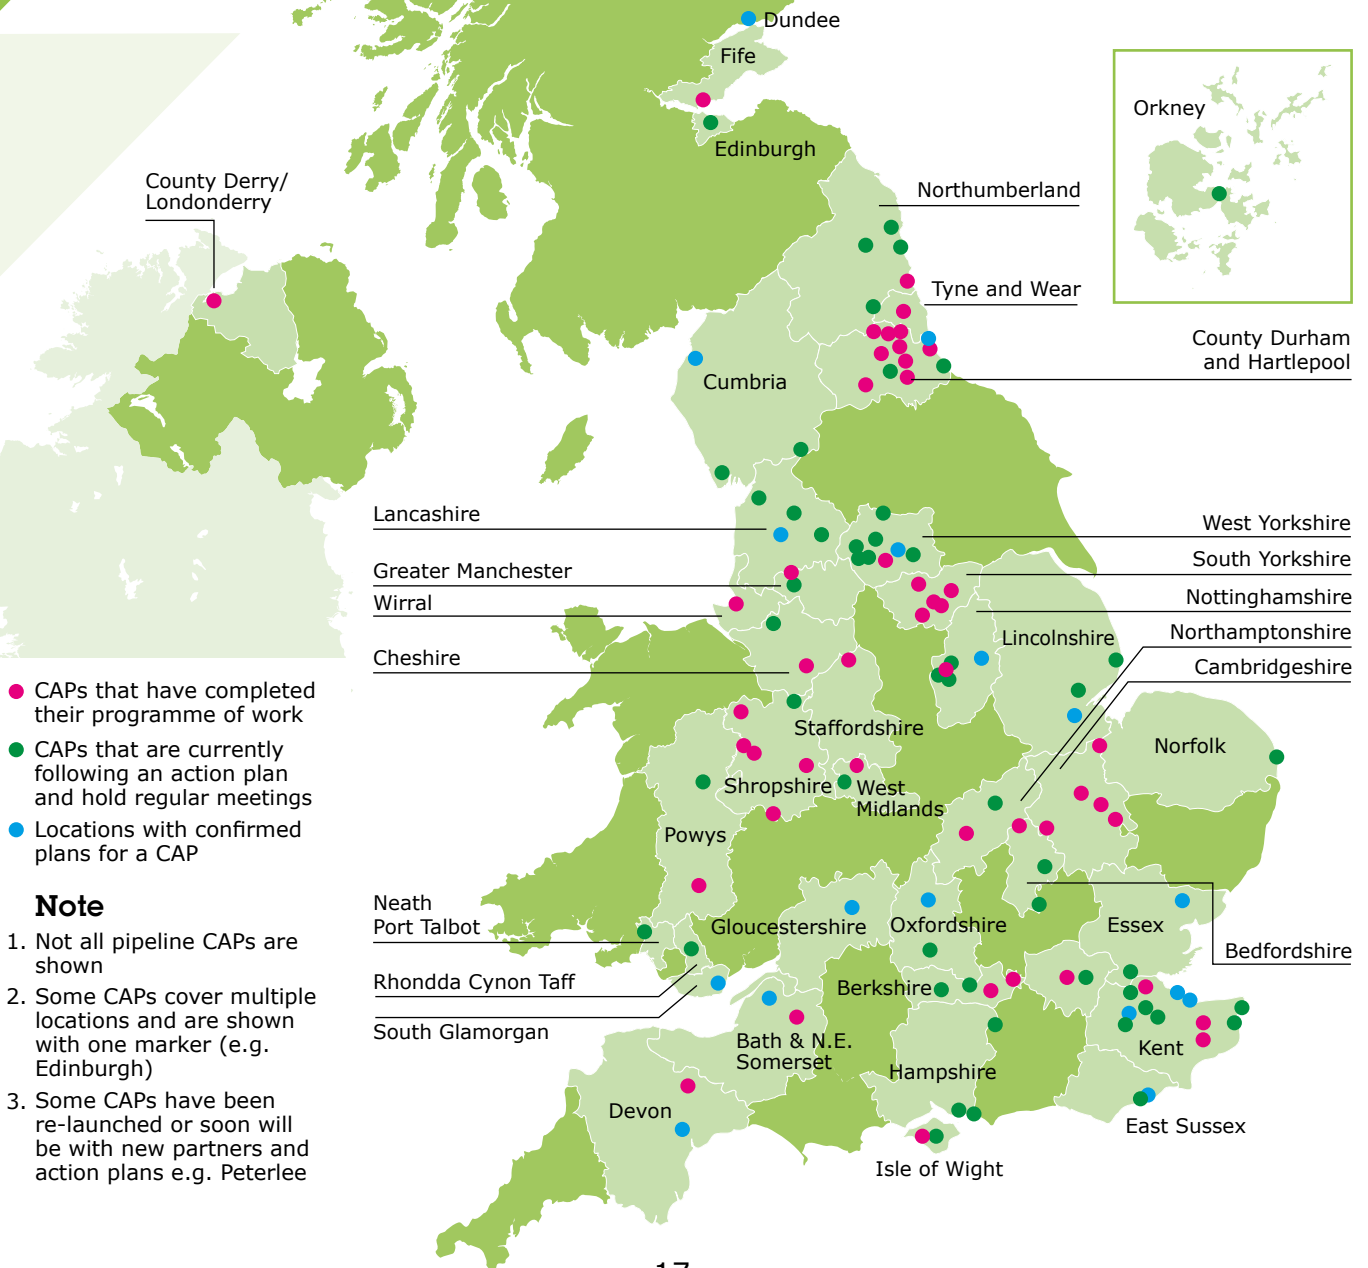 Dundee
Fife
Edinburgh
Orkney
County Derry/
Londonderry
Northumberland
Tyne and Wear
County Durham
and Hartlepool
Cumbria
Lancashire
West Yorkshire
South Yorkshire
Greater Manchester
Wirral
Nottinghamshire
Lincolnshire
Northamptonshire
Cheshire
Cambridgeshire
Staffordshire
Norfolk
Shropshire
West
Midlands
Powys
Neath
Port Talbot
Gloucestershire
Oxfordshire
Essex
Bedfordshire
Rhondda Cynon Taff
Berkshire
South Glamorgan
Bath & N.E.
Somerset
Kent
Hampshire
Devon
East Sussex
Isle of Wight
CAPs that have completed
their programme of work
CAPs that are currently
following an action plan
and hold regular meetings
Locations with confirmed
plans for a CAP
Note
1. Not all pipeline CAPs are
shown
2. Some CAPs cover multiple
locations and are shown
with one marker (e.g.
Edinburgh)
3. Some CAPs have been
re-launched or soon will
be with new partners and
action plans e.g. Peterlee
17